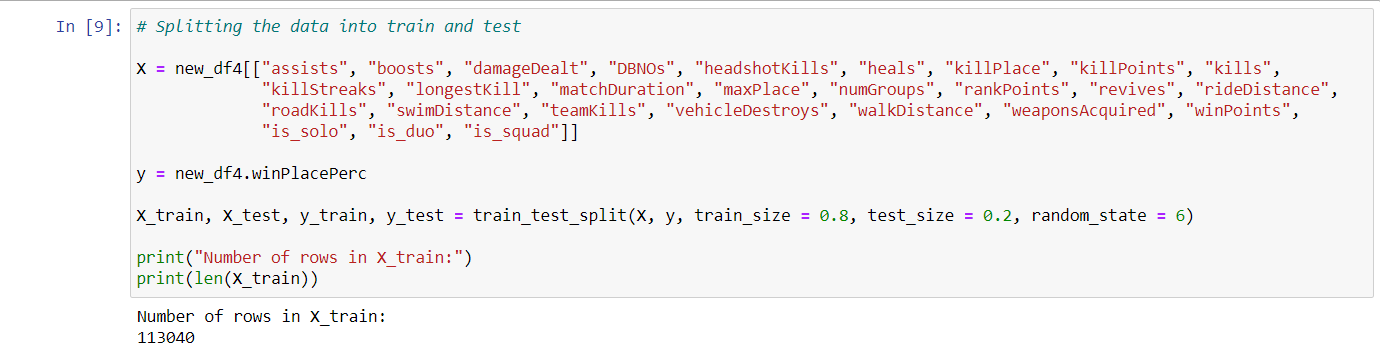 In [9]: # Splitting the data into train and test
X = new_df4[["assists", "boosts", "damageDealt", "DBNOs", "headshotKills", "heals", "killPlace", "killPoints", "kills",
"killStreaks", "longestKill", "matchDuration", "maxPlace", "numGroups", "rankPoints", "revives", "rideDistance",
"roadKills", "swimDistance", "teamKills", "vehicleDestroys", "walkDistance", "weaponsAcquired", "winPoints",
"is_solo", "is_duo", "is_squad"]]
y = new_df4.winPlacePerc
X_train, X_test, y_train, y_test = train_test_split(X, y, train_size = 0.8, test_size = 0.2, random_state = 6)
print("Number of rows in X_train:")
print(len(X_train))
Number of rows in X_train:
113040